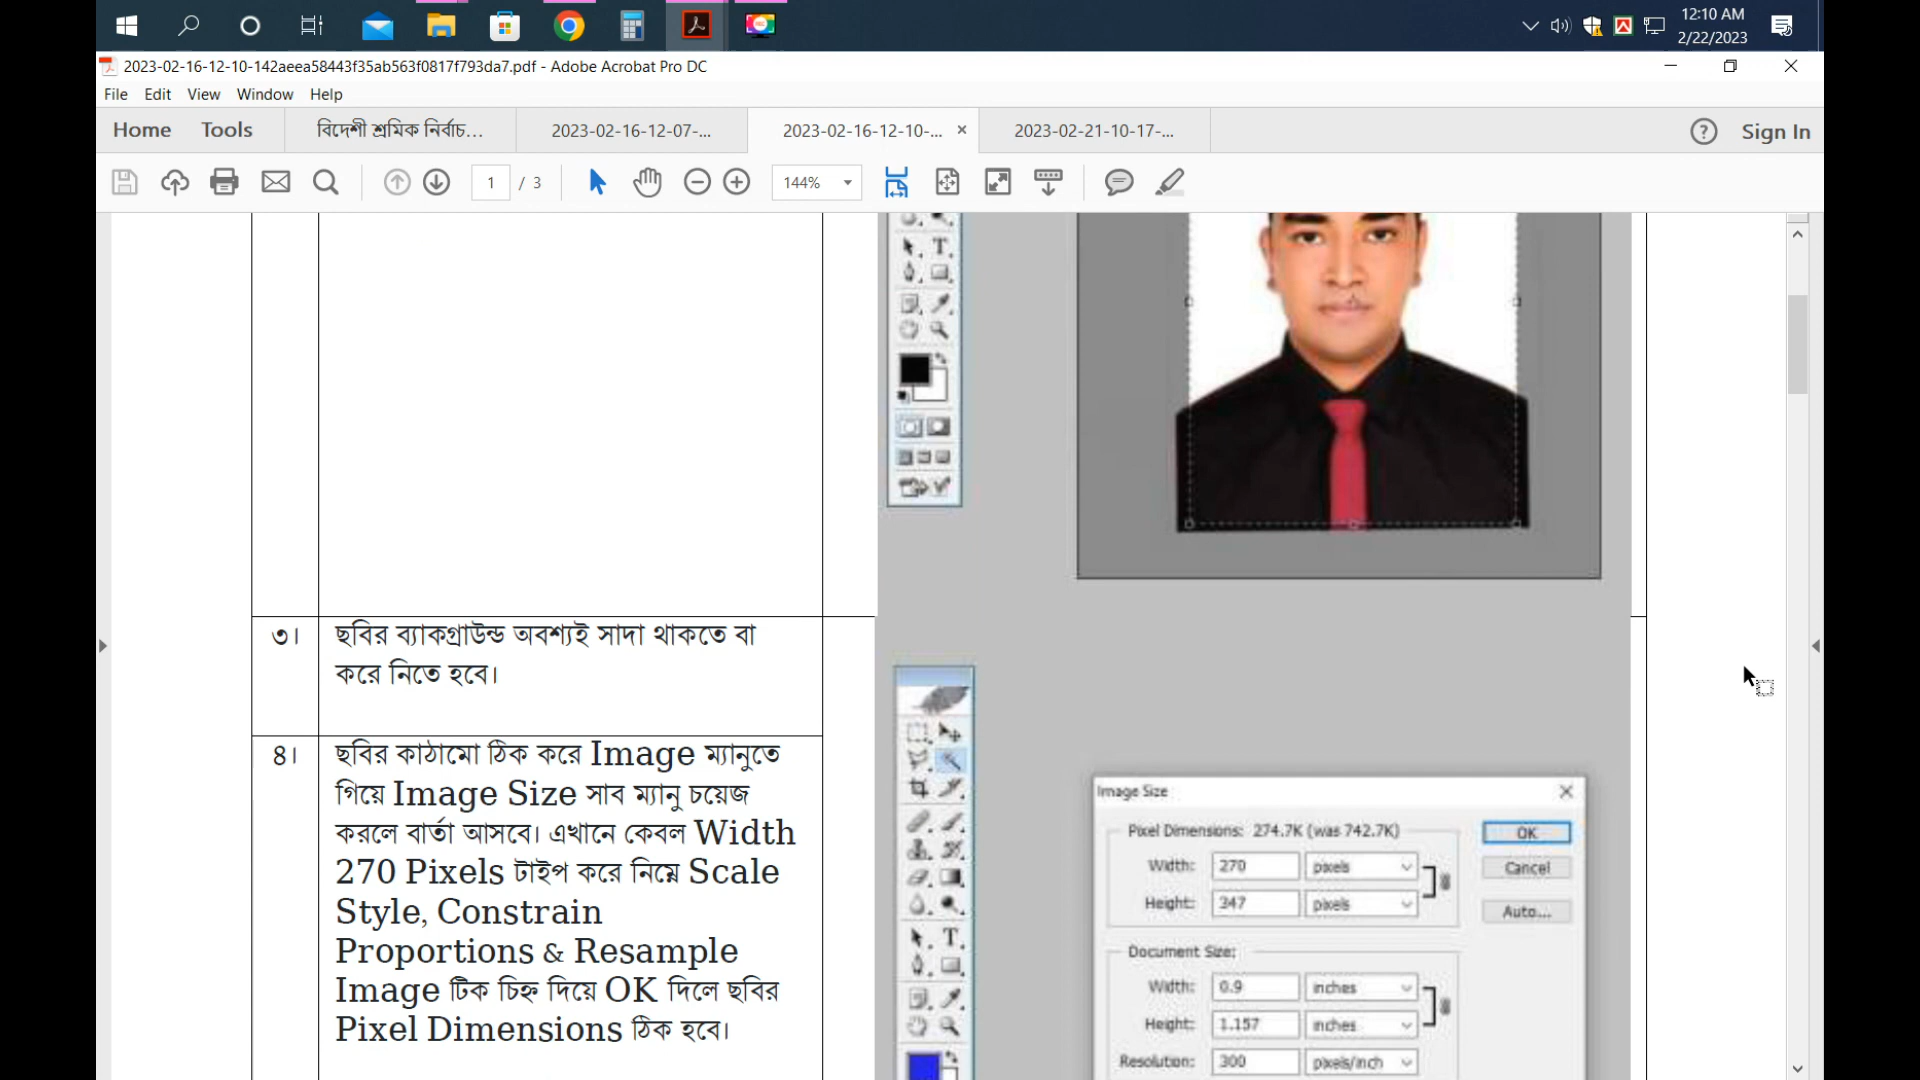 12:10 AM
2/22/2023
2023-02-16-12-10-142aeea58443f35ab563f0817f793da7.pdf - Adobe Acrobat Pro DC
File Edit View Window Help
Home Tools বিদেশী শ্রমিক নির্বাচ... 2023-02-16-12-07-... 2023-02-16-12-10-... × 2023-02-21-10-17-... Sign In
1 / 3 144%
৩। ছবির ব্যাকগ্রাউন্ড অবশ্যই সাদা থাকতে বা
করে নিতে হবে।
৪। ছবির কাঠামো ঠিক করে Image ম্যানুতে
গিয়ে Image Size সাব ম্যানু চয়েজ
করলে বার্তা আসবে। এখানে কেবল Width
270 Pixels টাইপ করে নিম্নে Scale
Style, Constrain
Proportions & Resample
Image টিক চিহ্ন দিয়ে OK দিলে ছবির
Pixel Dimensions ঠিক হবে।
Image Size
Pixel Dimensions: 274.7K (was 742.7K)
OK
Width: 270 pixels
Cancel
Height: 347 pixels
Auto...
Document Size:
Width: 0.9 inches
Height: 1.157 inches
Resolution: 300 pixels/inch